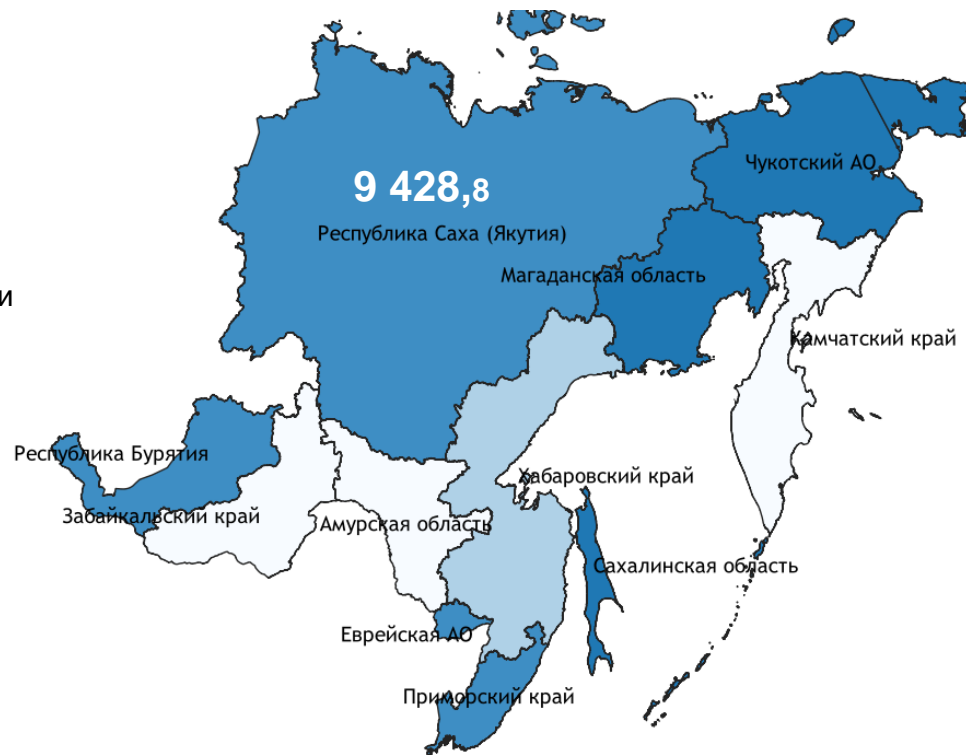 Чукотский АО
9 428,8
Республика Саха (Якутия)
Магаданская область
и
Камчатский край
Республика Бурятия
Хабаровский край
Забайкальский край
Амурская область
Сахалинская область
Еврейская АО
Приморский край